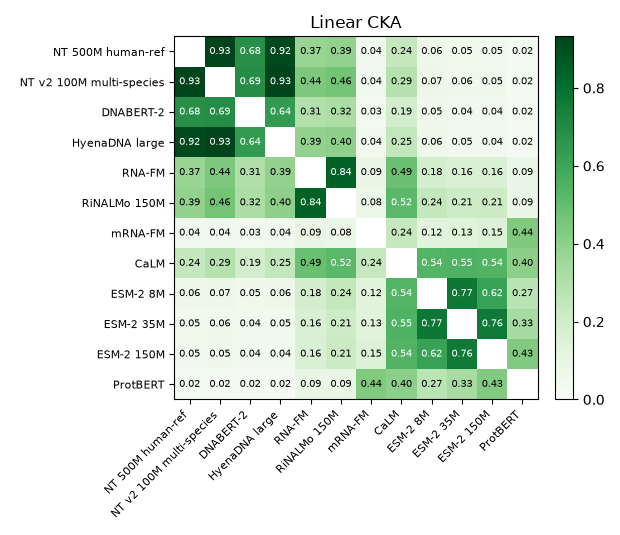 Linear CKA
NT 500M human-ref 0.93 0.68 0.92 0.37 0.39 0.04 0.24 0.06 0.05 0.05 0.02
NT v2 100M multi-species 0.93 0.69 0.93 0.44 0.46 0.04 0.29 0.07 0.06 0.05 0.02
DNABERT-2 0.68 0.69 0.64 0.31 0.32 0.03 0.19 0.05 0.04 0.04 0.02
HyenaDNA large 0.92 0.93 0.64 0.39 0.40 0.04 0.25 0.06 0.05 0.04 0.02
RNA-FM 0.37 0.44 0.31 0.39 0.84 0.09 0.49 0.18 0.16 0.16 0.09
RiNALMo 150M 0.39 0.46 0.32 0.40 0.84 0.08 0.52 0.24 0.21 0.21 0.09
mRNA-FM 0.04 0.04 0.03 0.04 0.09 0.08 0.24 0.12 0.13 0.15 0.44
CaLM 0.24 0.29 0.19 0.25 0.49 0.52 0.24 0.54 0.55 0.54 0.40
ESM-2 8M 0.06 0.07 0.05 0.06 0.18 0.24 0.12 0.54 0.77 0.62 0.27
ESM-2 35M 0.05 0.06 0.04 0.05 0.16 0.21 0.13 0.55 0.77 0.76 0.33
ESM-2 150M 0.05 0.05 0.04 0.04 0.16 0.21 0.15 0.54 0.62 0.76 0.43
ProtBERT 0.02 0.02 0.02 0.02 0.09 0.09 0.44 0.40 0.27 0.33 0.43
NT 500M human-ref
NT v2 100M multi-species
DNABERT-2
HyenaDNA large
RNA-FM
RiNALMo 150M
mRNA-FM
CaLM
ESM-2 8M
ESM-2 35M
ESM-2 150M
ProtBERT
0.8
0.6
0.4
0.2
0.0